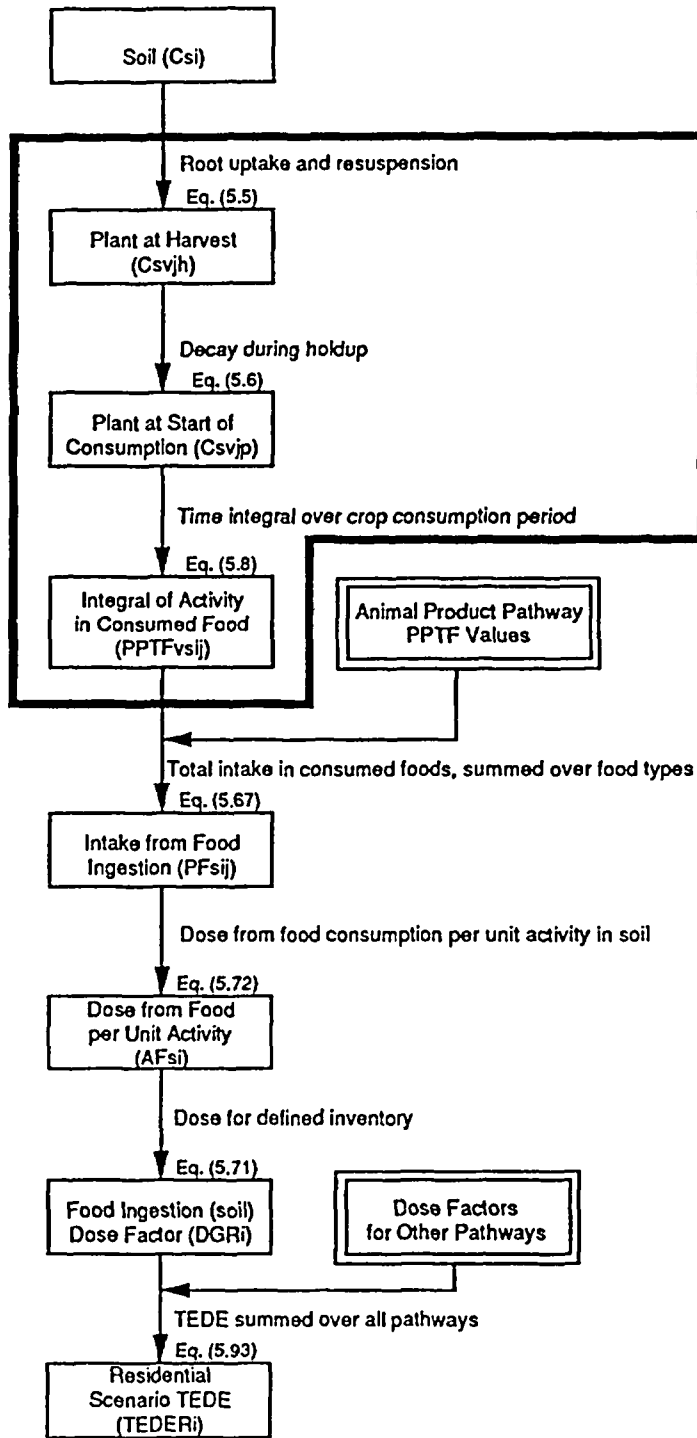 Soil (Csi)
Root uptake and resuspension
Eq. (5.5)
Plant at Harvest
(Csvjh)
Decay during holdup
Eq. (5.6)
Plant at Start of
Consumption (Csvjp)
Time integral over crop consumption period
Eq. (5.8)
Integral of Activity
in Consumed Food
(PPTFvsij)
Animal Product Pathway
PPTF Values
Total intake in consumed foods, summed over food types
Eq. (5.67)
Intake from Food
Ingestion (PFsij)
Dose from food consumption per unit activity in soil
Eq. (5.72)
Dose from Food
per Unit Activity
(AFsi)
Dose for defined inventory
Eq. (5.71)
Food Ingestion (soil)
Dose Factor (DGRi)
Dose Factors
for Other Pathways
TEDE summed over all pathways
Eq. (5.93)
Residential
Scenario TEDE
(TEDERi)